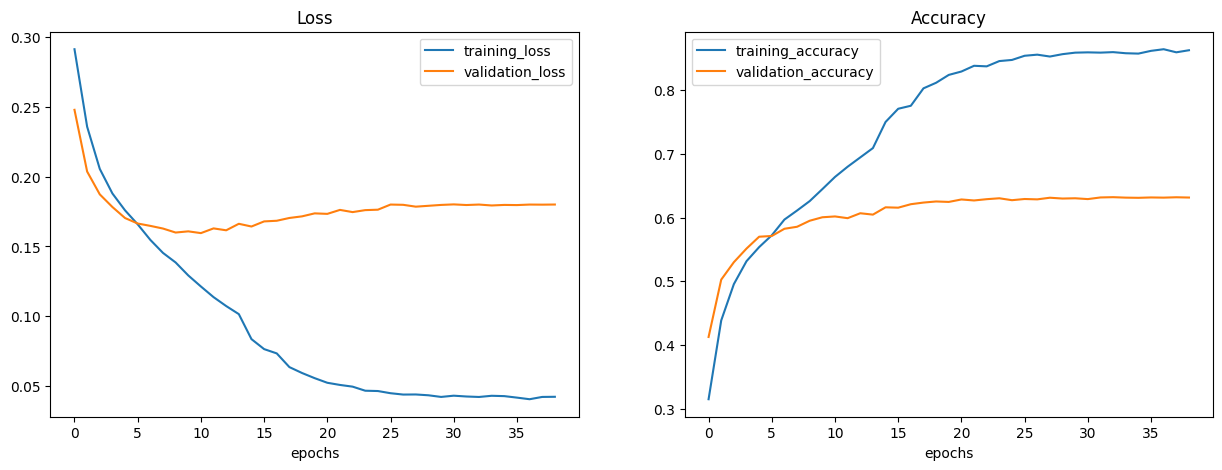 Loss
0.30
0.25
0.20
0.15
0.10
0.05
training_loss
validation_loss
0 5 10 15 20 25 30 35
epochs
Accuracy
0.8
0.7
0.6
0.5
0.4
0.3
training_accuracy
validation_accuracy
0 5 10 15 20 25 30 35
epochs